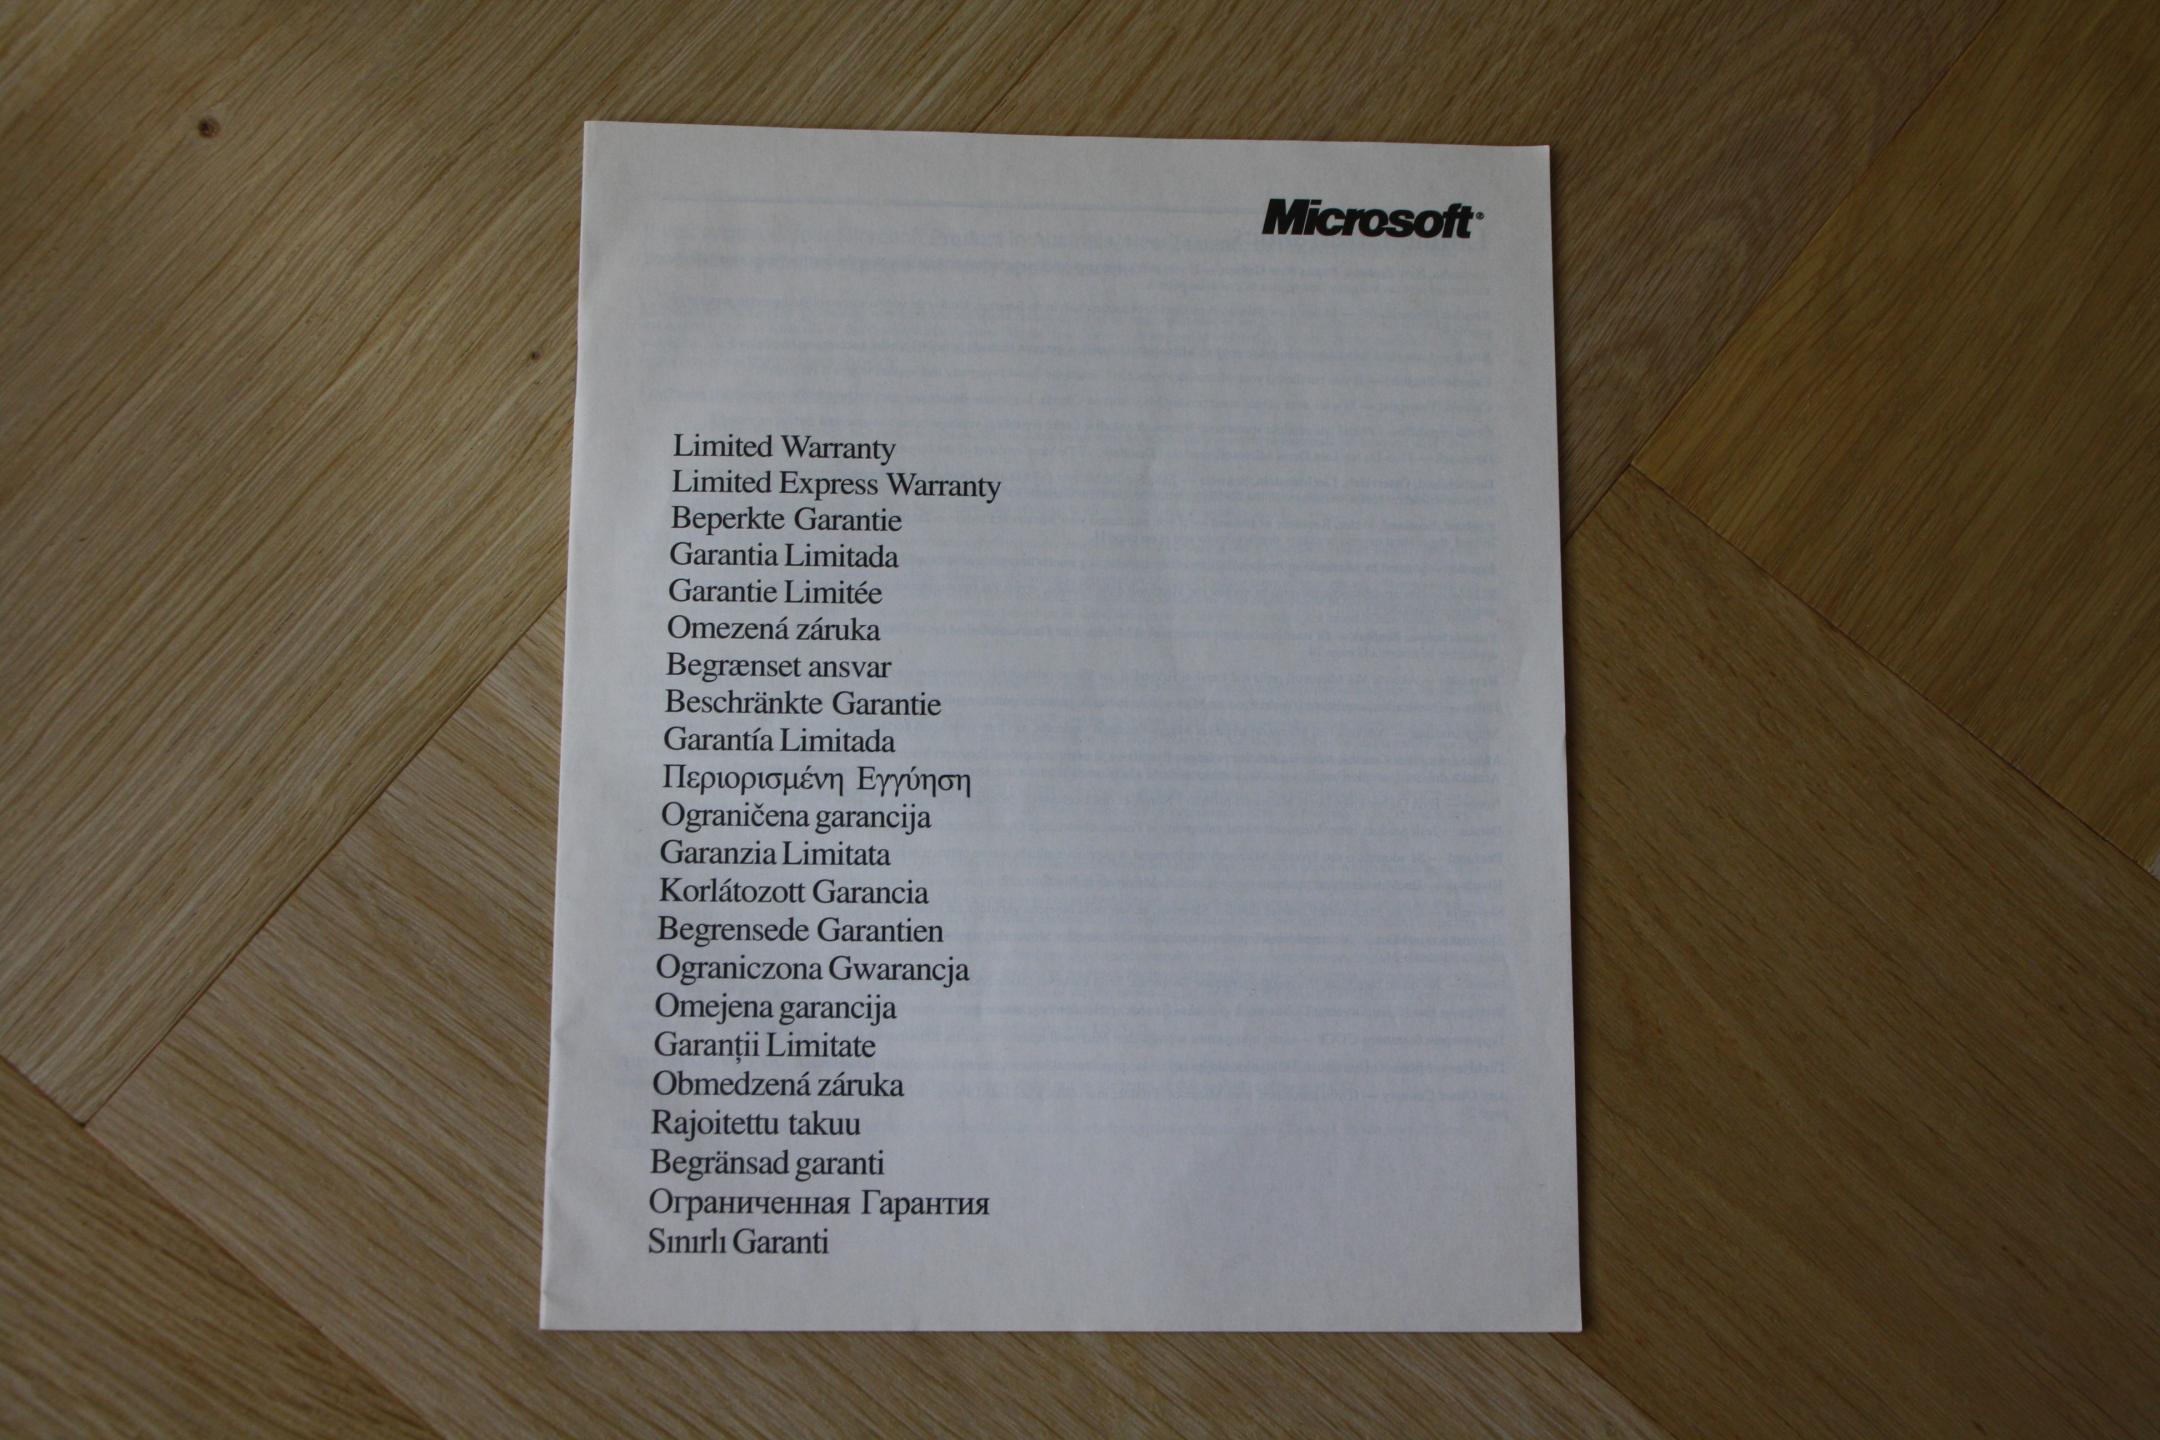 Microsoft®
Limited Warranty
Limited Express Warranty
Beperkte Garantie
Garantia Limitada
Garantie Limitée
Omezená záruka
Begrænset ansvar
Beschränkte Garantie
Garantía Limitada
Περιορισμένη Εγγύηση
Ograničena garancija
Garanzia Limitata
Korlátozott Garancia
Begrensede Garantien
Ograniczona Gwarancja
Omejena garancija
Garanții Limitate
Obmedzená záruka
Rajoitettu takuu
Begränsad garanti
Ограниченная Гарантия
Sınırlı Garanti